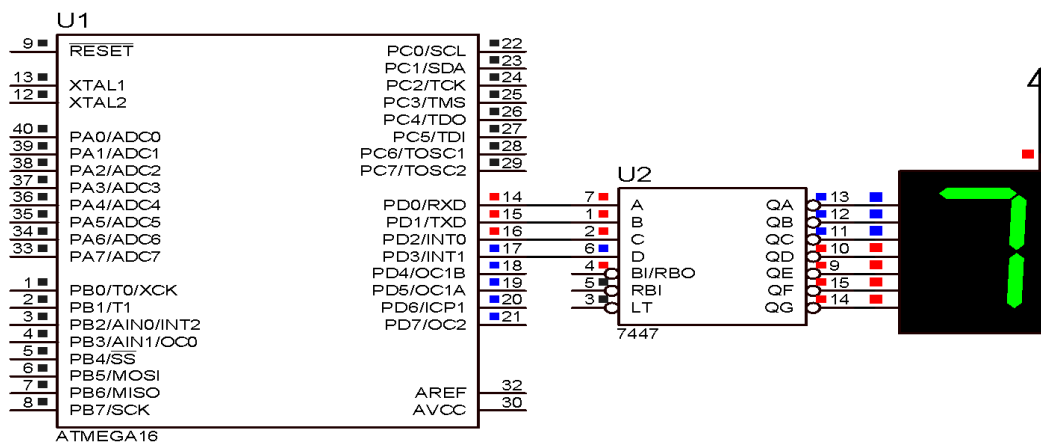 U1
9 RESET PC0/SCL 22
PC1/SDA 23
13 XTAL1 PC2/TCK 24
12 XTAL2 PC3/TMS 25
PC4/TDO 26
40 PA0/ADC0 PC5/TDI 27
39 PA1/ADC1 PC6/TOSC1 28
38 PA2/ADC2 PC7/TOSC2 29
37 PA3/ADC3
36 PA4/ADC4 PD0/RXD 14
35 PA5/ADC5 PD1/TXD 15
34 PA6/ADC6 PD2/INT0 16
33 PA7/ADC7 PD3/INT1 17
PD4/OC1B 18
1 PB0/T0/XCK PD5/OC1A 19
2 PB1/T1 PD6/ICP1 20
3 PB2/AIN0/INT2 PD7/OC2 21
4 PB3/AIN1/OC0
5 PB4/SS
6 PB5/MOSI
7 PB6/MISO AREF 32
8 PB7/SCK AVCC 30
ATMEGA16
U2
7 A QA 13
1 B QB 12
2 C QC 11
6 D QD 10
4 BI/RBO QE 9
5 RBI QF 15
3 LT QG 14
7447
7